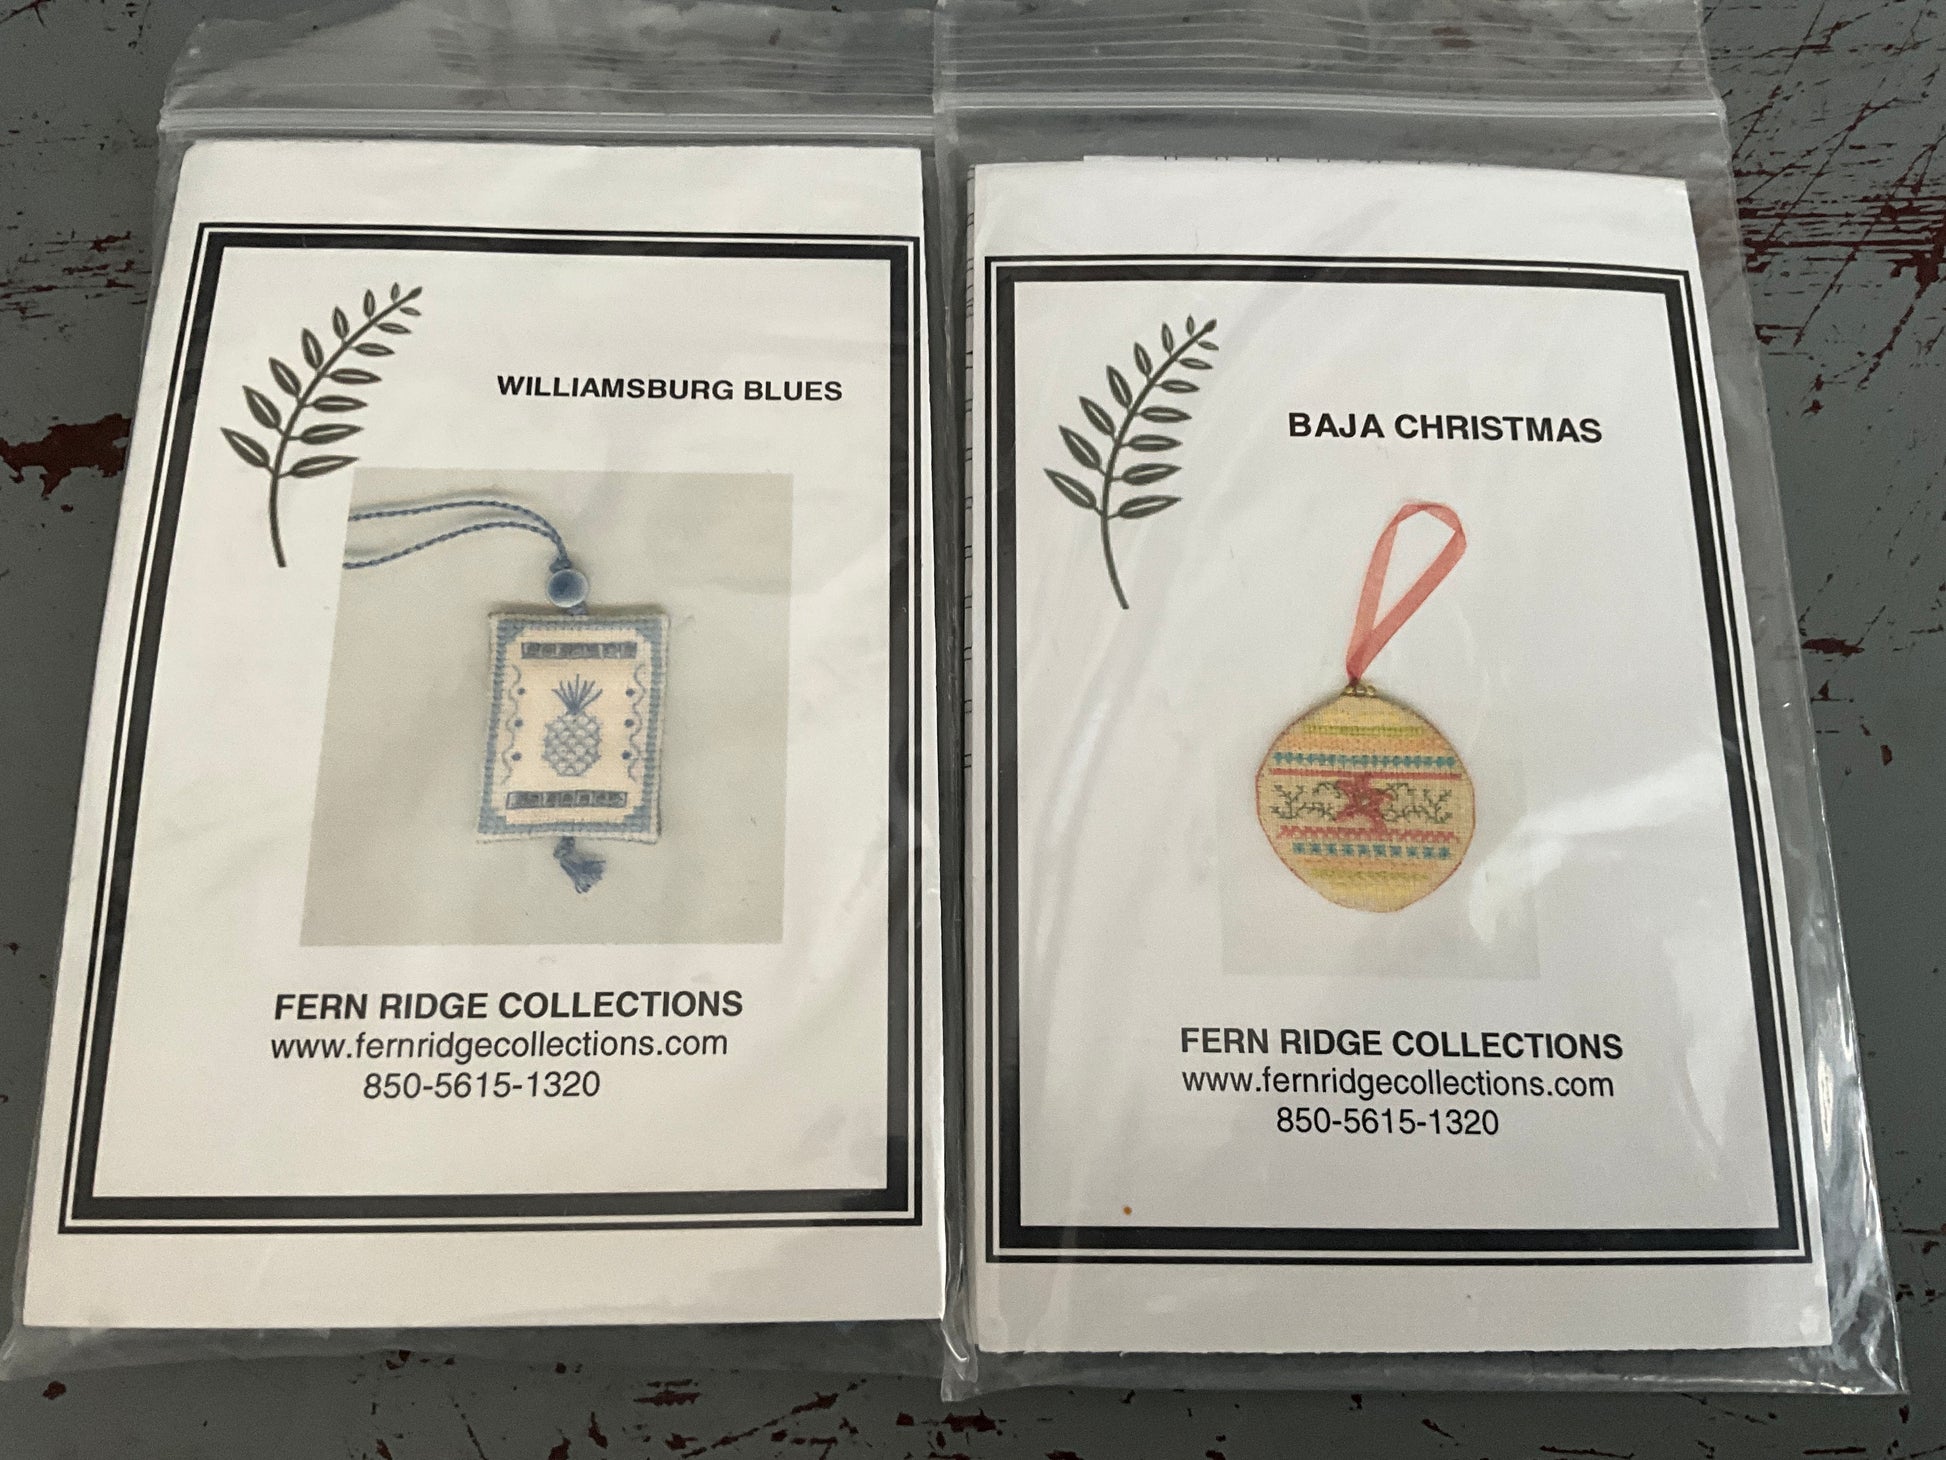 WILLIAMSBURG BLUES
FERN RIDGE COLLECTIONS
www.fernridgecollections.com
850-5615-1320
BAJA CHRISTMAS
FERN RIDGE COLLECTIONS
www.fernridgecollections.com
850-5615-1320